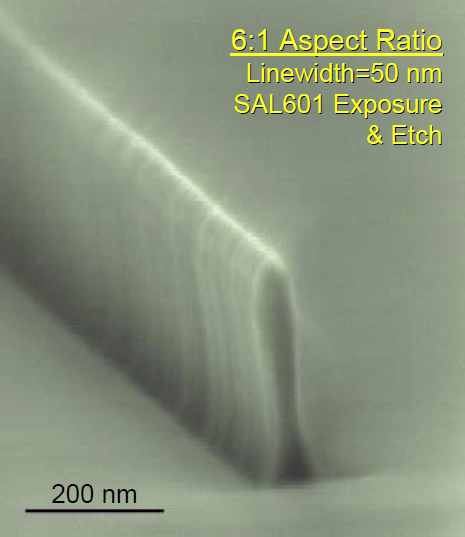 6:1 Aspect Ratio
Linewidth=50 nm
SAL601 Exposure
& Etch
200 nm